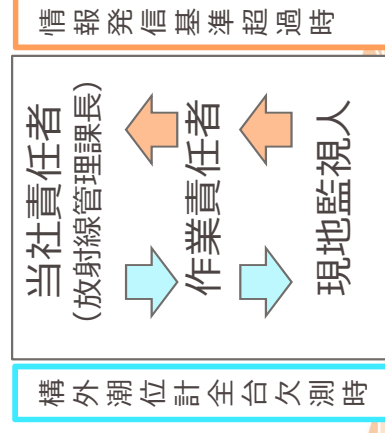 情報発信基準超過時
当社責任者
(放射線管理課長)
作業責任者
現地監視人
構外潮位計全台欠測時